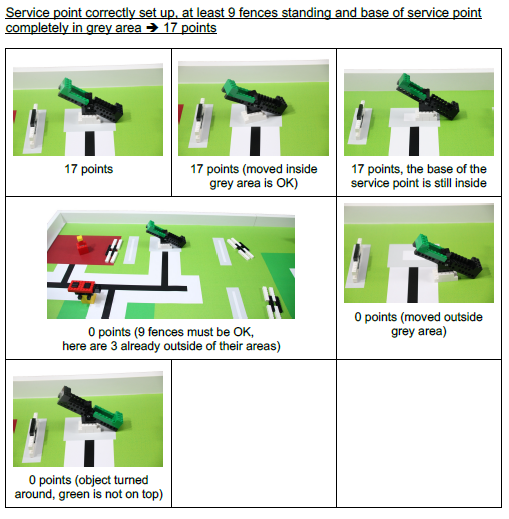 Service point correctly set up, at least 9 fences standing and base of service point
completely in grey area ➔ 17 points
17 points
17 points (moved inside
grey area is OK)
17 points, the base of the
service point is still inside
0 points (9 fences must be OK,
here are 3 already outside of their areas)
0 points (moved outside
grey area)
0 points (object turned
around, green is not on top)